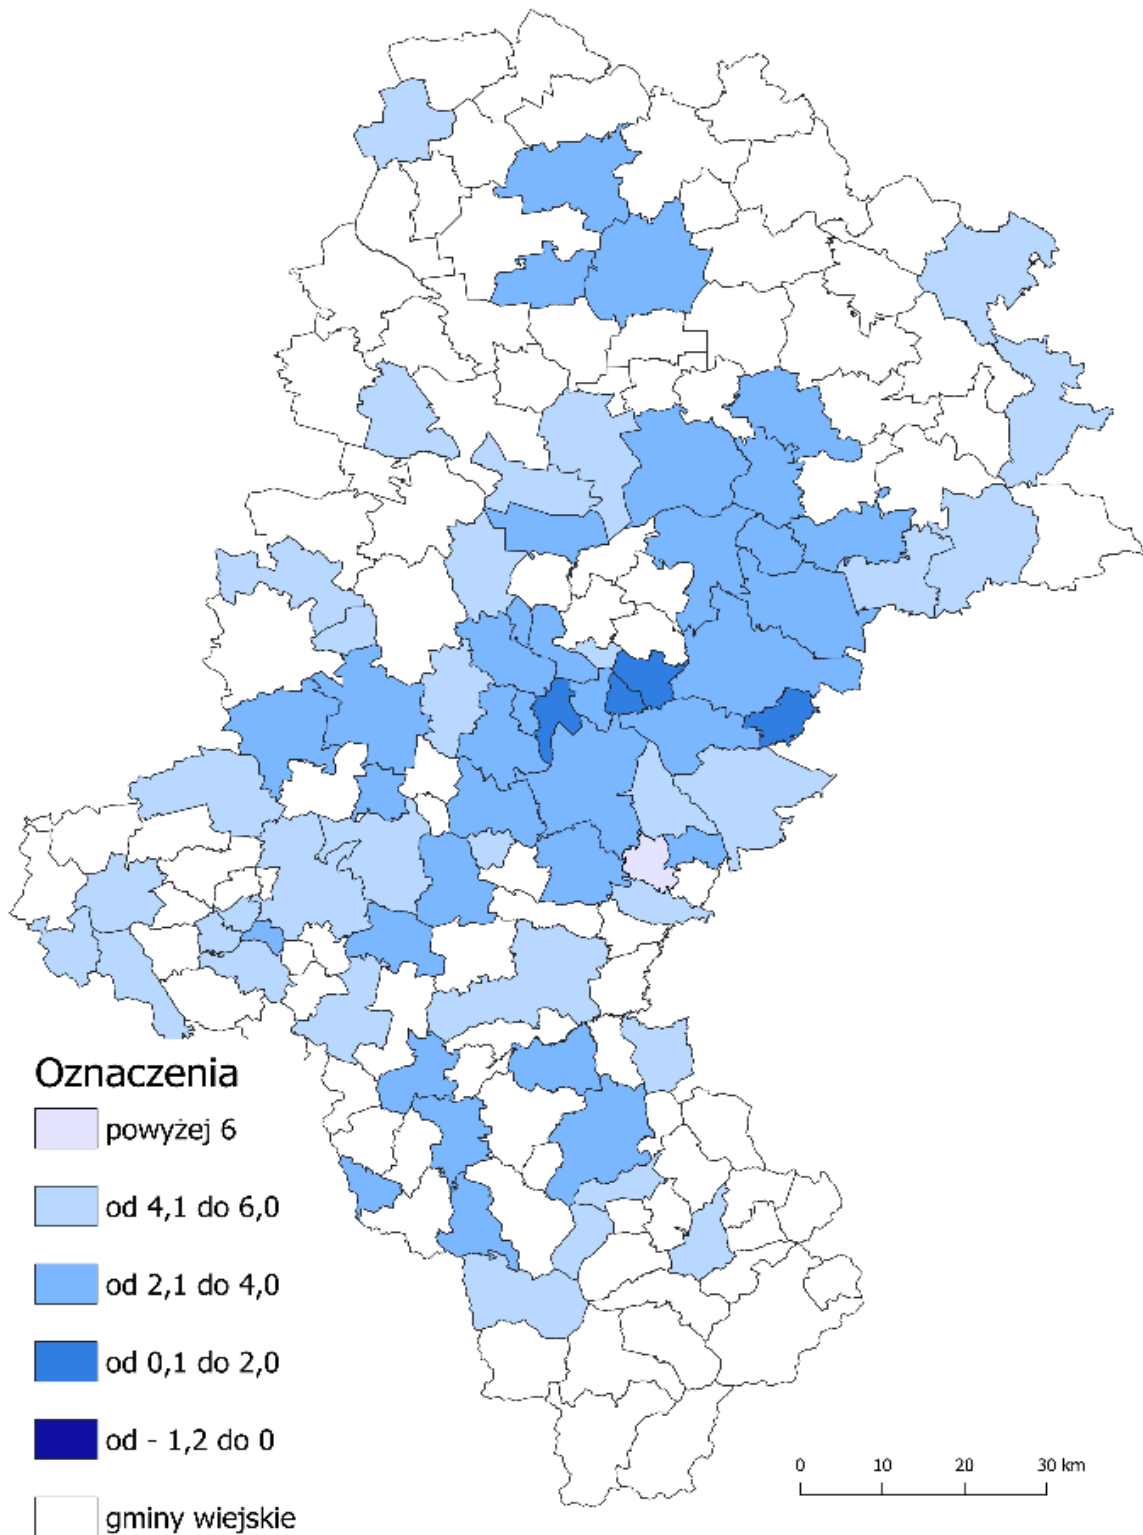 Oznaczenia
powyżej 6
od 4,1 do 6,0
od 2,1 do 4,0
od 0,1 do 2,0
od - 1,2 do 0
gminy wiejskie
0 10 20 30 km